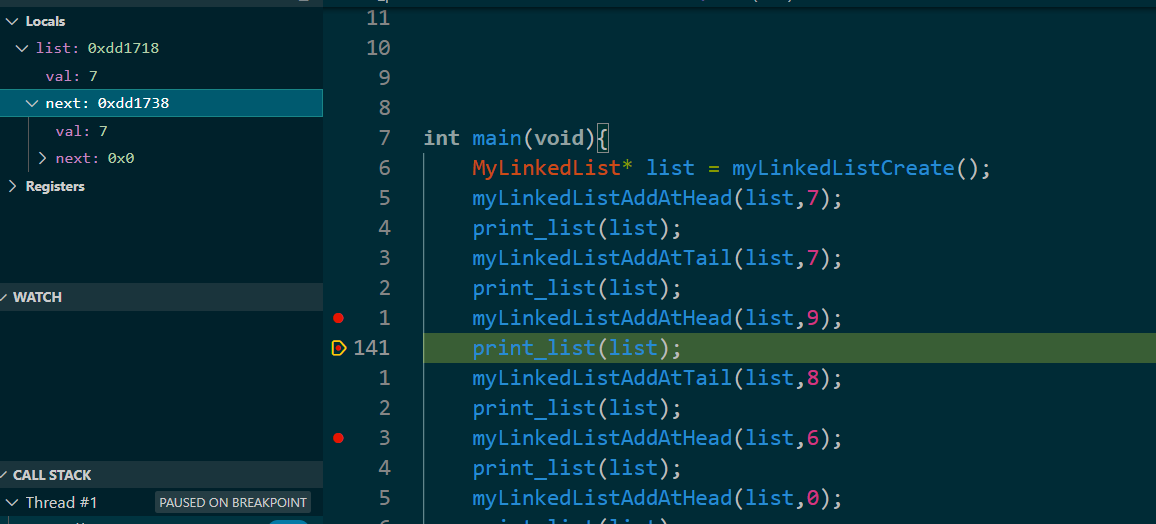 Locals
list: 0xdd1718
val: 7
next: 0xdd1738
val: 7
next: 0x0
Registers
WATCH
CALL STACK
Thread #1 PAUSED ON BREAKPOINT
11
10
9
8
7 int main(void){
6 MyLinkedList* list = myLinkedListCreate();
5 myLinkedListAddAtHead(list,7);
4 print_list(list);
3 myLinkedListAddAtTail(list,7);
2 print_list(list);
1 myLinkedListAddAtHead(list,9);
141 print_list(list);
1 myLinkedListAddAtTail(list,8);
2 print_list(list);
3 myLinkedListAddAtHead(list,6);
4 print_list(list);
5 myLinkedListAddAtHead(list,0);